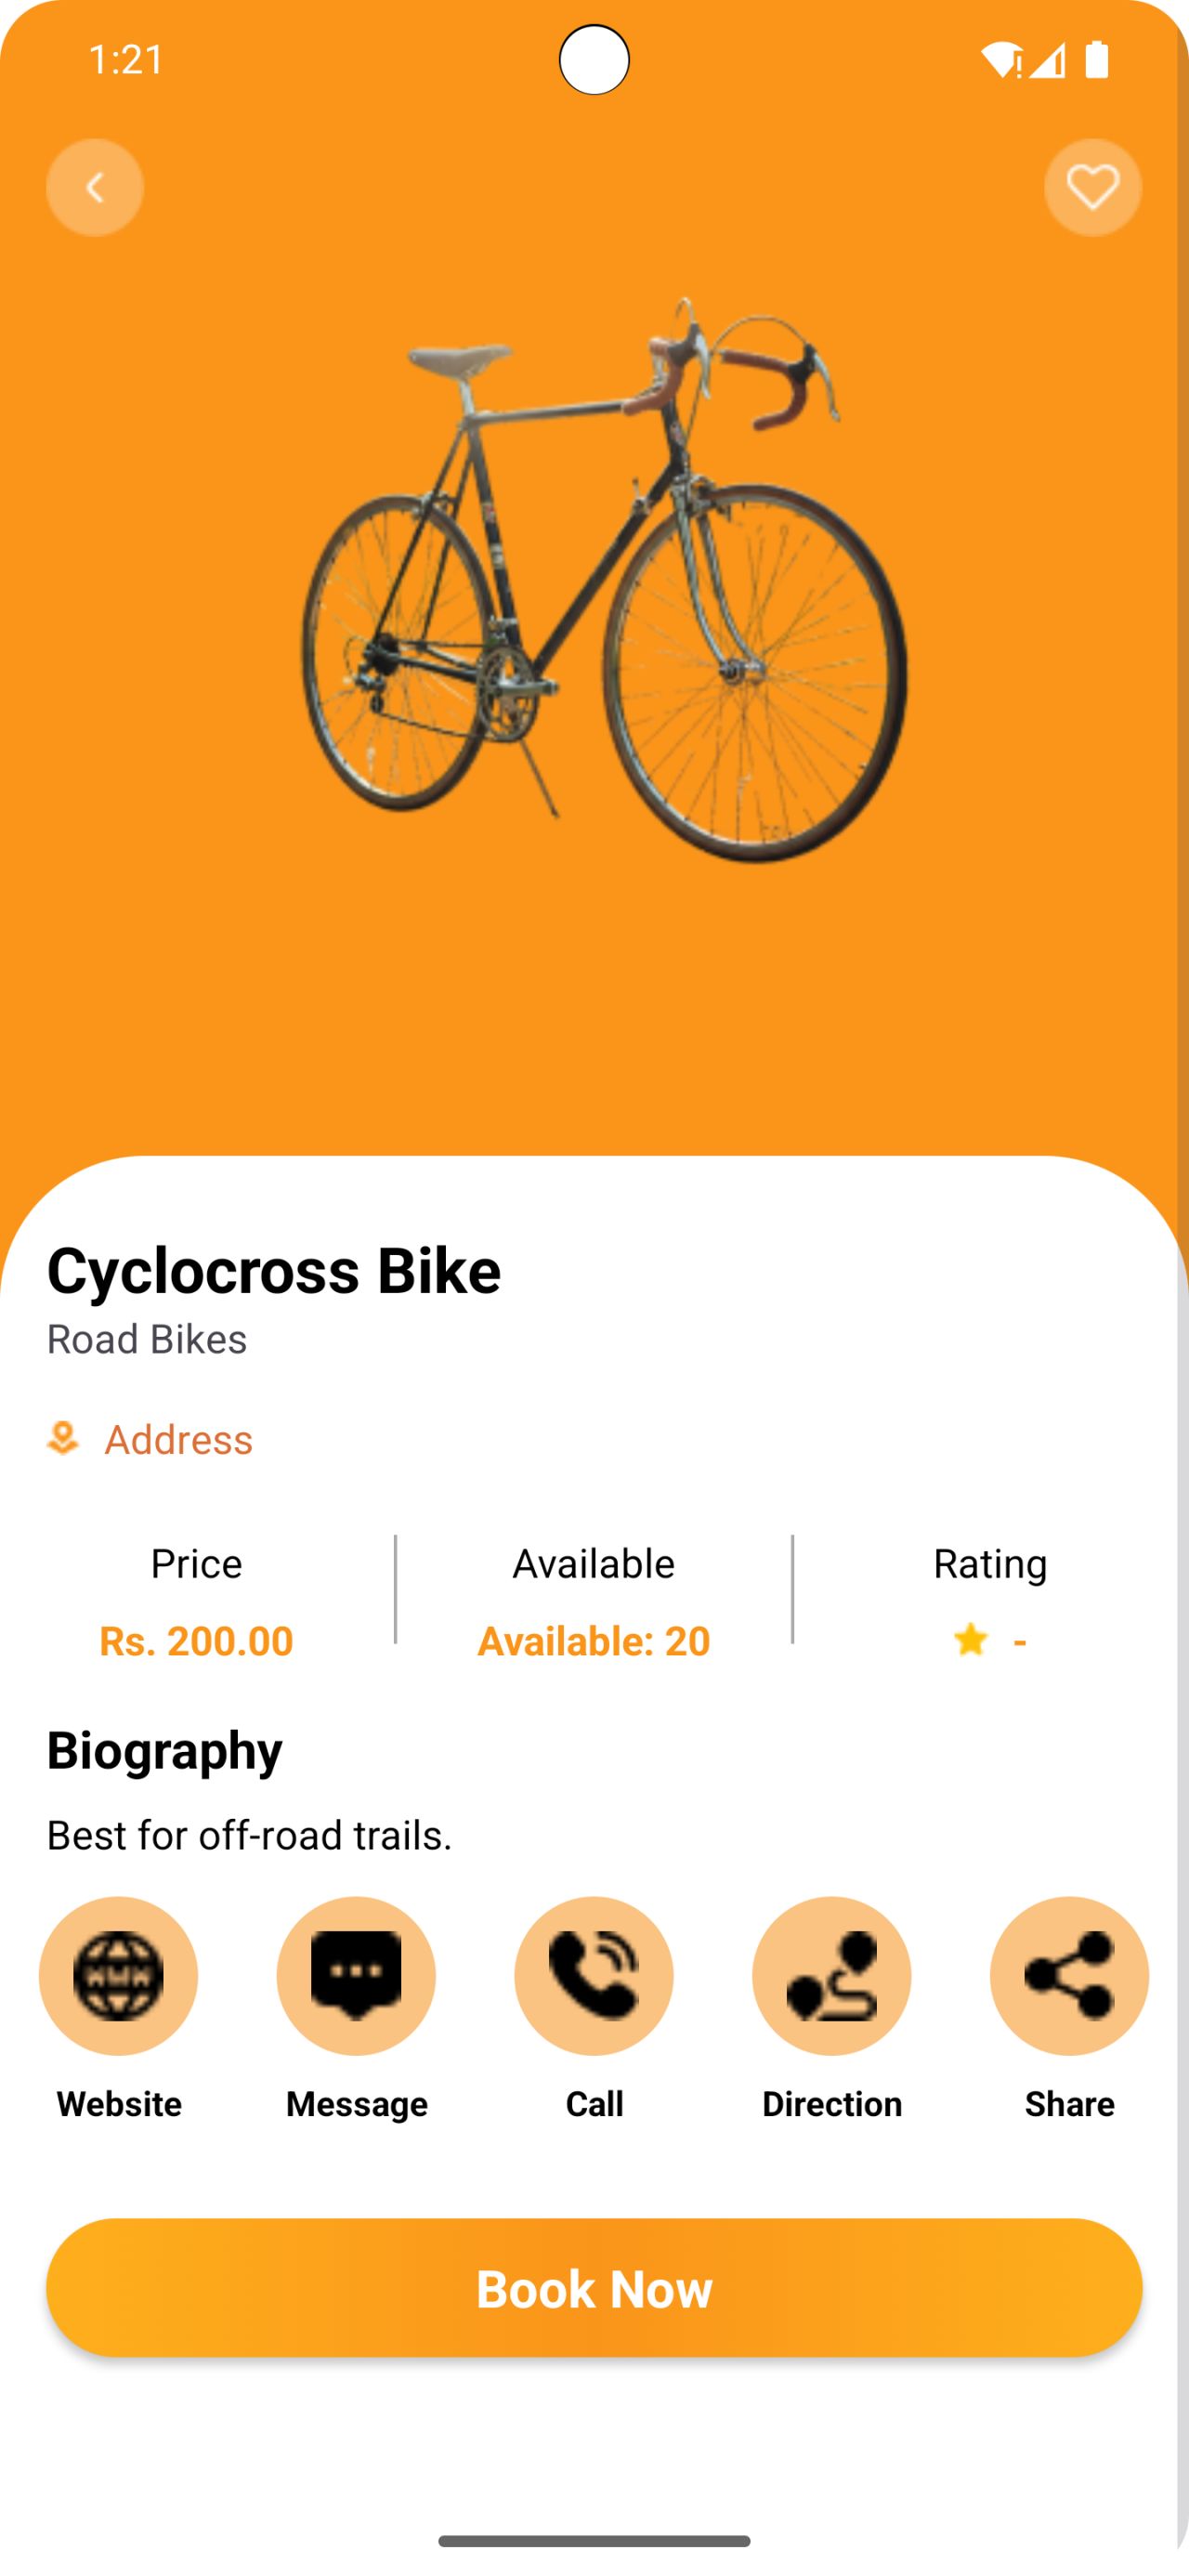 1:21
Cyclocross Bike
Road Bikes
Address
Price Available Rating
Rs. 200.00 Available: 20 -
Biography
Best for off-road trails.
WWW
Website Message Call Direction Share
Book Now